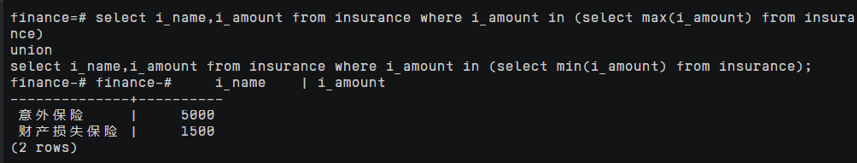 finance=# select i_name,i_amount from insurance where i_amount in (select max(i_amount) from insura
nce)
union
select i_name,i_amount from insurance where i_amount in (select min(i_amount) from insurance);
finance-# finance-#     i_name    | i_amount
--------------+----------
 意外保险     |     5000
 财产损失保险 |     1500
(2 rows)